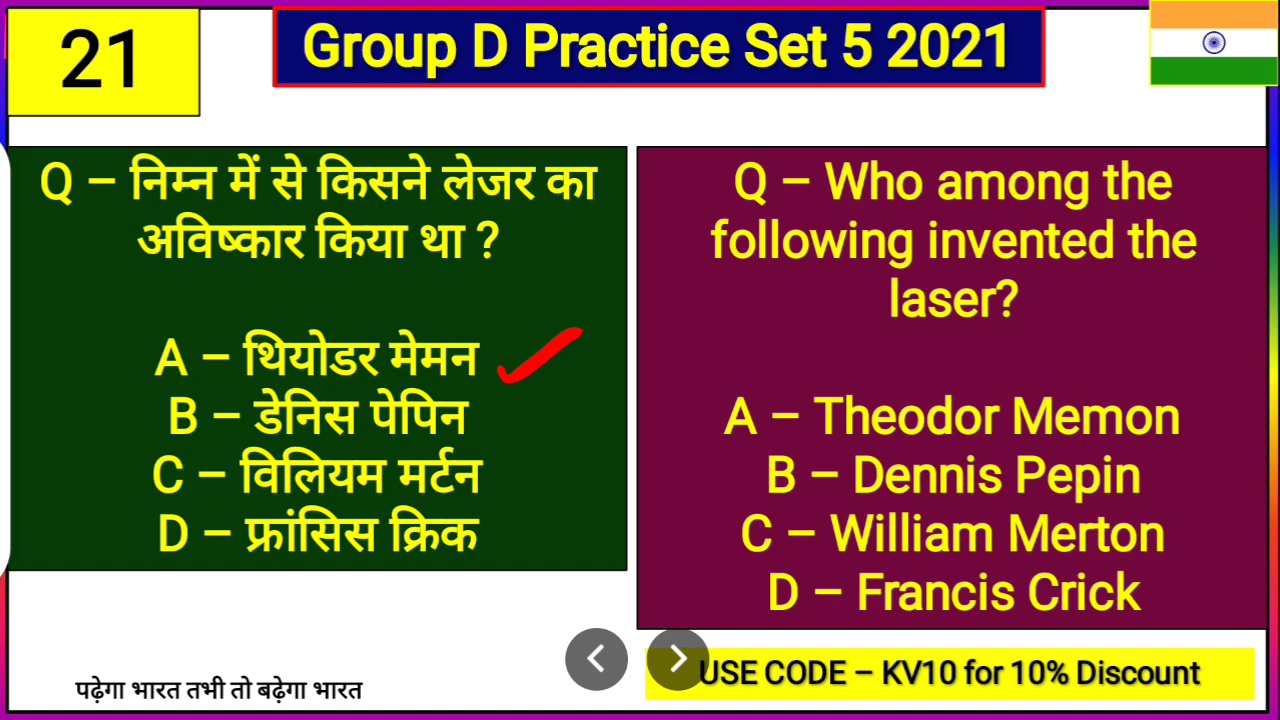 21
Group D Practice Set 5 2021
Q – निम्न में से किसने लेजर का
अविष्कार किया था ?
A – थियोडर मेमन
B – डेनिस पेपिन
C – विलियम मर्टन
D – फ्रांसिस क्रिक
Q – Who among the
following invented the
laser?
A – Theodor Memon
B – Dennis Pepin
C – William Merton
D – Francis Crick
पढ़ेगा भारत तभी तो बढ़ेगा भारत
USE CODE – KV10 for 10% Discount